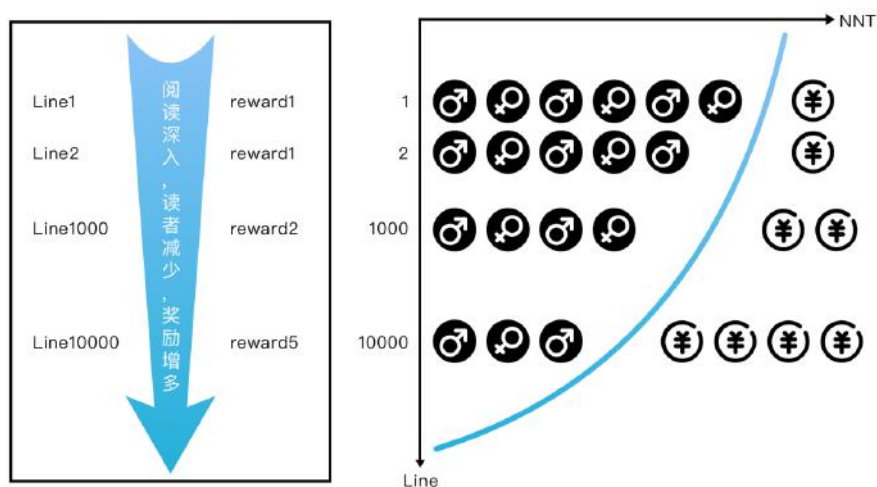 Line1
reward1
Line2
reward1
Line1000
reward2
Line10000
reward5
阅读深入，读者减少，奖励增多
NNT
1
¥
2
¥
1000
¥ ¥
10000
¥ ¥ ¥ ¥
Line